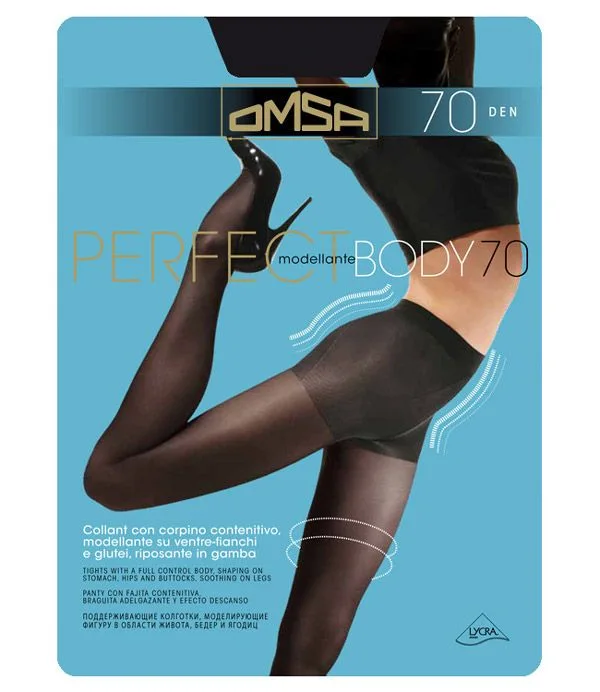 OMSA
70 DEN
PERFECT modellante BODY 70
Collant con corpino contenitivo,
modellante su ventre-fianchi
e glutei, riposante in gamba
TIGHTS WITH A FULL CONTROL BODY, SHAPING ON
STOMACH, HIPS AND BUTTOCKS, SOOTHING ON LEGS
PANTY CON FAJITA CONTENITIVA,
BRAGUITA ADELGAZANTE Y EFECTO DESCANSO
ПОДДЕРЖИВАЮЩИЕ КОЛГОТКИ, МОДЕЛИРУЮЩИЕ
ФИГУРУ В ОБЛАСТИ ЖИВОТА, БЕДЕР И ЯГОДИЦ
LYCRA